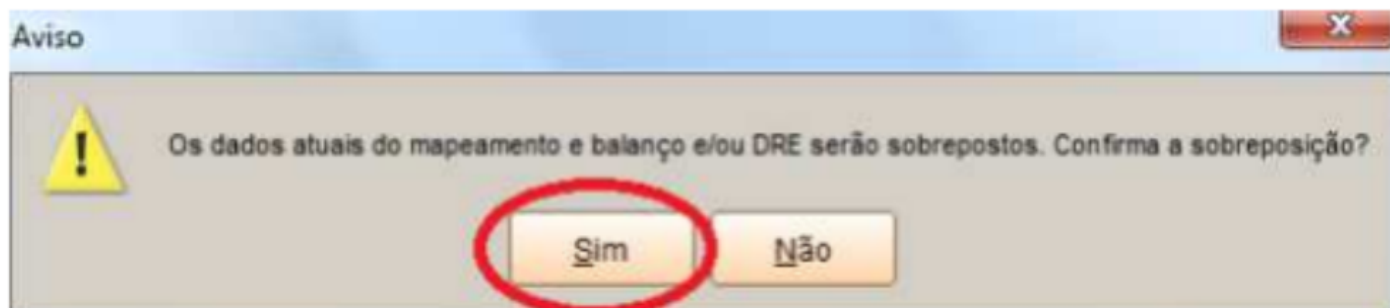 Aviso
Os dados atuais do mapeamento e balanço e/ou DRE serão sobrepostos. Confirma a sobreposição?
Sim
Não